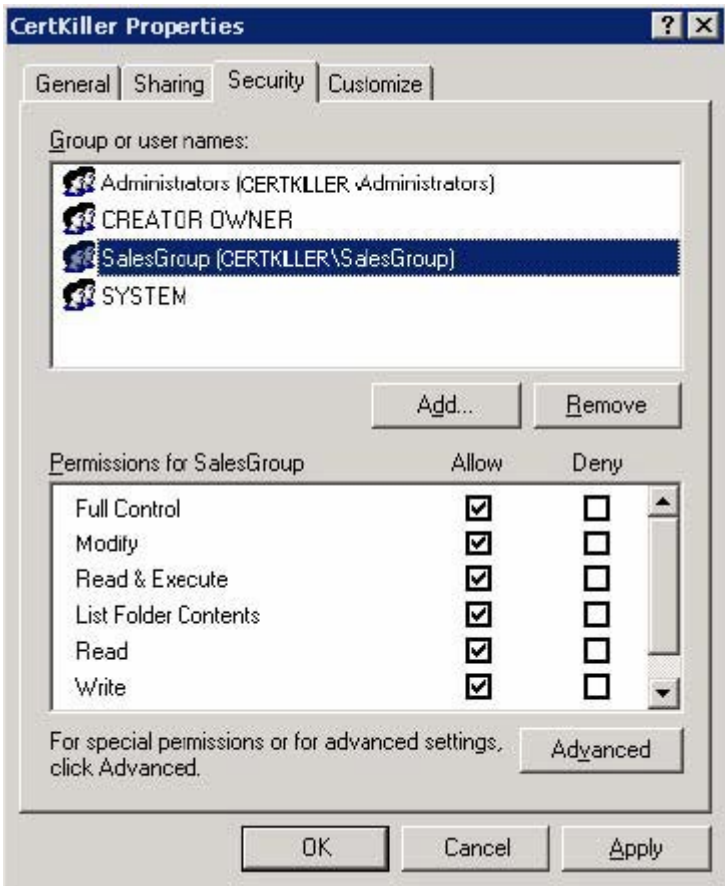 CertKiller Properties
General Sharing Security Customize
Group or user names:
Administrators (CERTKILLER \Administrators)
CREATOR OWNER
SalesGroup (CERTKILLER\SalesGroup)
SYSTEM
Add... Remove
Permissions for SalesGroup Allow Deny
Full Control
Modify
Read & Execute
List Folder Contents
Read
Write
For special permissions or for advanced settings, Advanced
click Advanced.
OK Cancel Apply